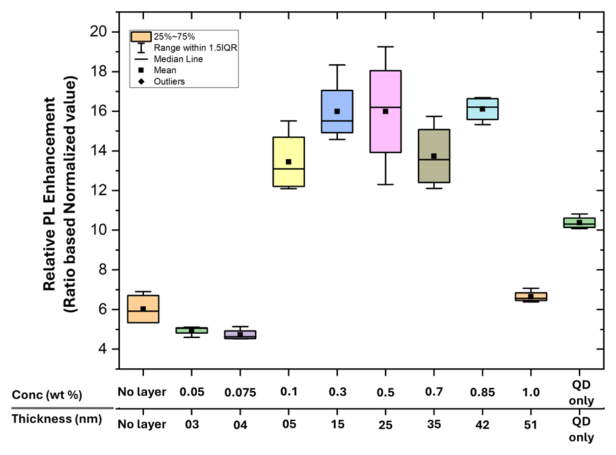 Relative PL Enhancement
(Ratio based Normalized value)
20
18
16
14
12
10
8
6
4
25%~75%
Range within 1.5IQR
Median Line
Mean
Outliers
Conc (wt %) No layer 0.05 0.075 0.1 0.3 0.5 0.7 0.85 1.0 QD only
Thickness (nm) No layer 03 04 05 15 25 35 42 51 QD only